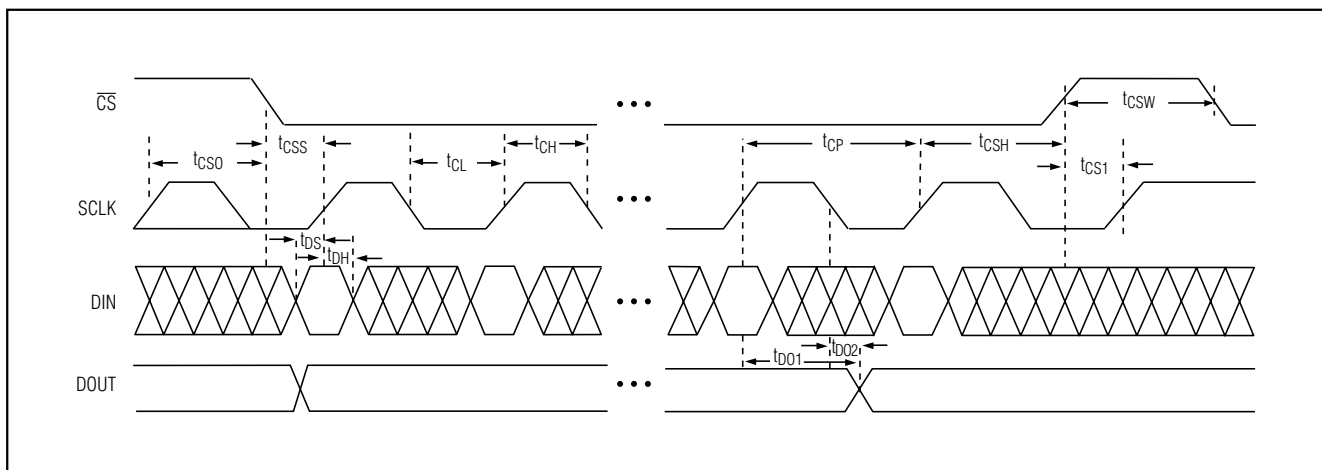 CS
tCSW
tCSS
tCH
tCP
tCSH
tCS0
tCL
tCS1
SCLK
tDS
tDH
DIN
tDO2
tDO1
DOUT